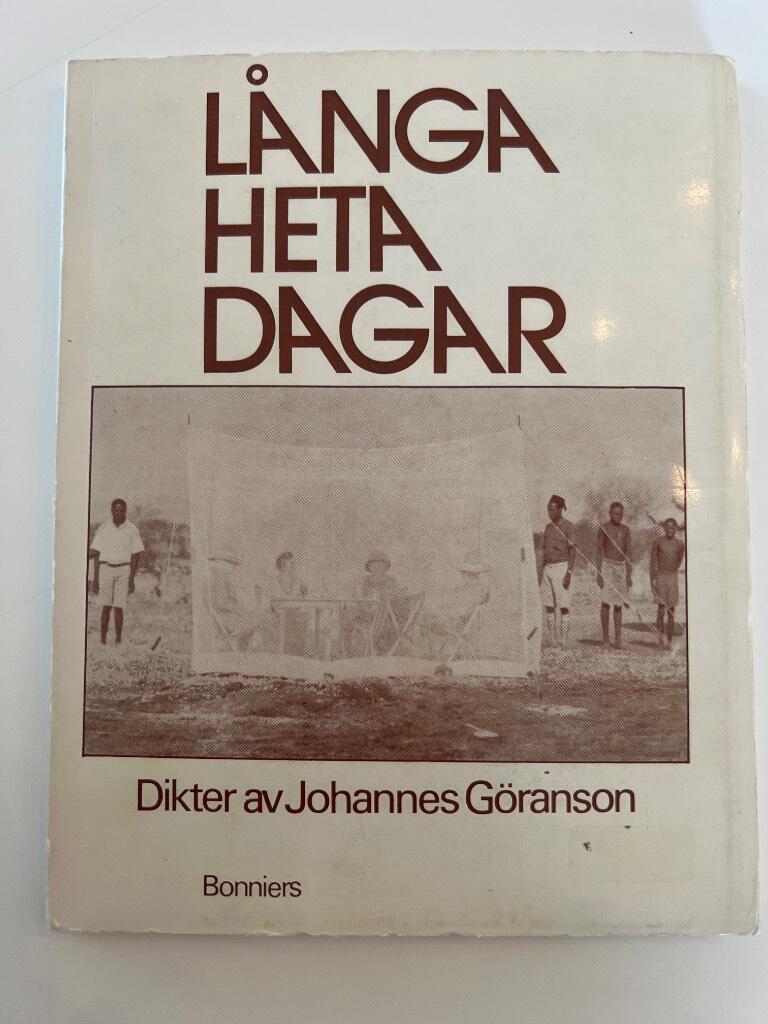 LÅNGA
HETA
DAGAR
Dikter av Johannes Göranson
Bonniers